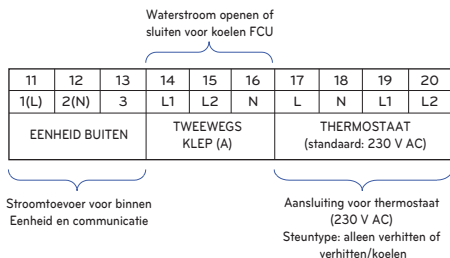 Waterstroom openen of
sluiten voor koelen FCU
11 12 13 14 15 16 17 18 19 20
1(L) 2(N) 3 L1 L2 N L N L1 L2
EENHEID BUITEN
TWEEWEGS
KLEP (A)
THERMOSTAAT
(standaard: 230 V AC)
Stroomtoevoer voor binnen
Eenheid en communicatie
Aansluiting voor thermostaat
(230 V AC)
Steuntype: alleen verhitten of
verhitten/koelen